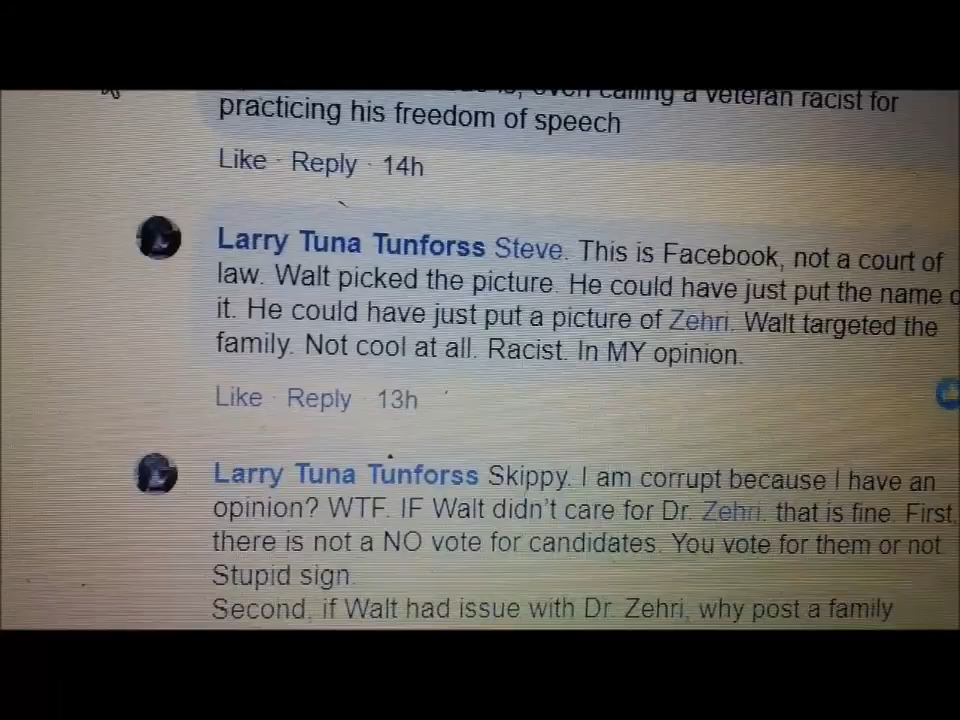 even calling a veteran racist for
practicing his freedom of speech
Like · Reply · 14h
Larry Tuna Tunforss Steve. This is Facebook, not a court of
law. Walt picked the picture. He could have just put the name
it. He could have just put a picture of Zehri. Walt targeted the
family. Not cool at all. Racist. In MY opinion.
Like · Reply · 13h
Larry Tuna Tunforss Skippy. I am corrupt because I have an
opinion? WTF. IF Walt didn't care for Dr. Zehri, that is fine. First,
there is not a NO vote for candidates. You vote for them or not.
Stupid sign.
Second, if Walt had issue with Dr. Zehri, why post a family